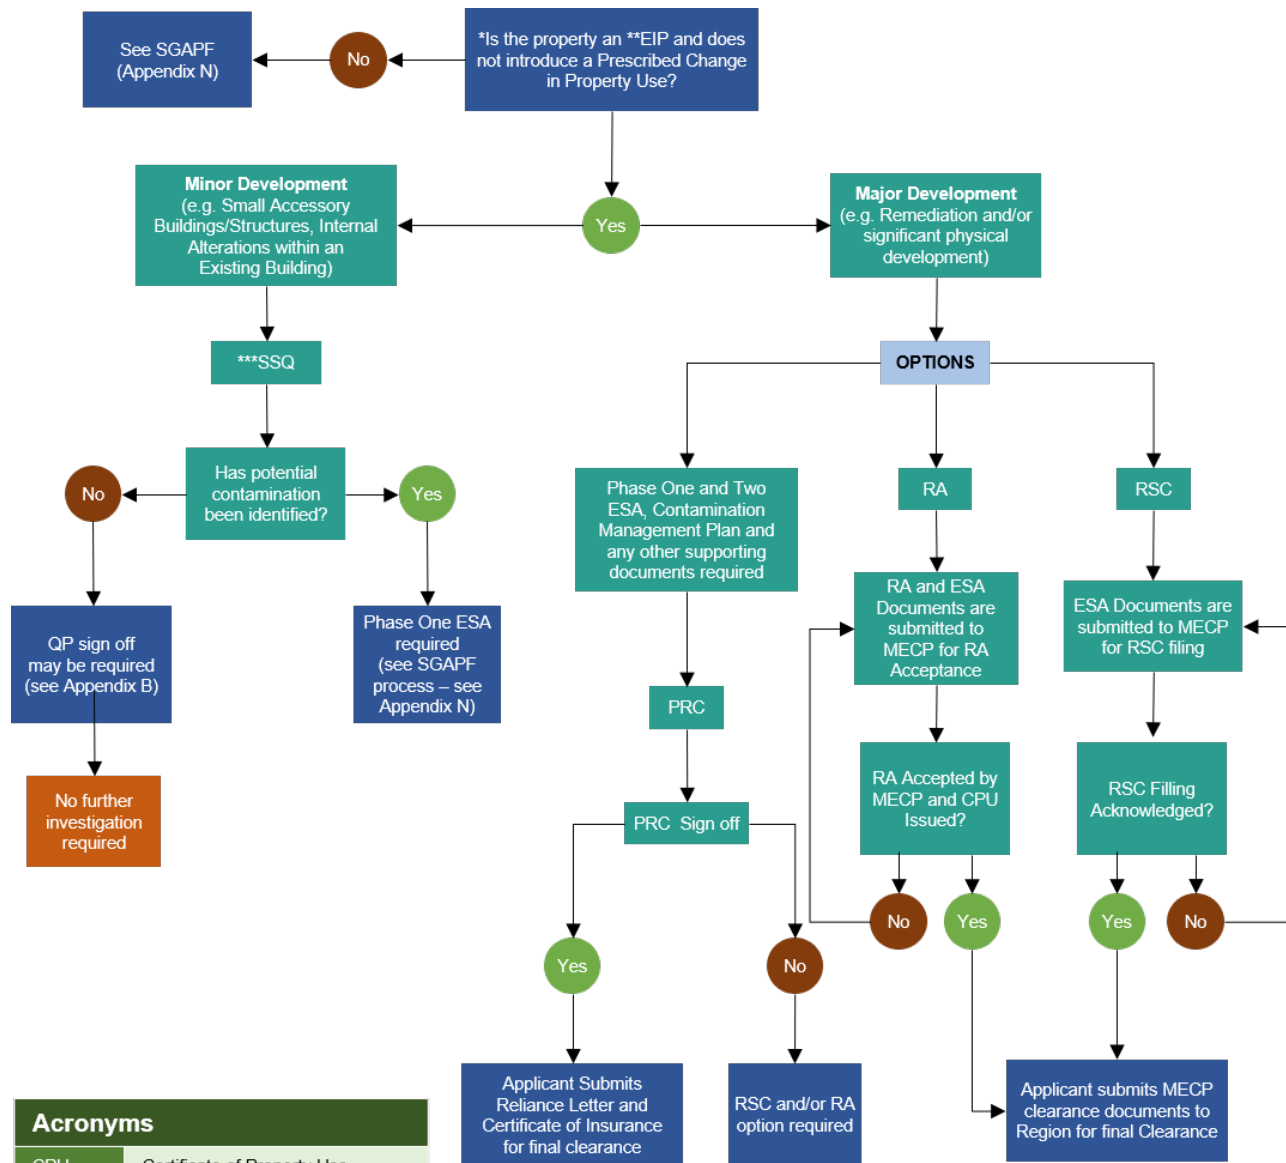 See SGAPF
(Appendix N)
No
*Is the property an **EIP and does
not introduce a Prescribed Change
in Property Use?
Minor Development
(e.g. Small Accessory
Buildings/Structures, Internal
Alterations within an
Existing Building)
Yes
Major Development
(e.g. Remediation and/or
significant physical
development)
***SSQ
OPTIONS
No
Has potential
contamination
been identified?
Yes
Phase One and Two
ESA, Contamination
Management Plan and
any other supporting
documents required
RA
RSC
QP sign off
may be required
(see Appendix B)
Phase One ESA
required
(see SGAPF
process – see
Appendix N)
RA and ESA
Documents are
submitted to
MECP for RA
Acceptance
ESA Documents are
submitted to MECP
for RSC filing
PRC
No further
investigation
required
PRC Sign off
RA Accepted by
MECP and CPU
Issued?
RSC Filling
Acknowledged?
Yes
No
No
Yes
Yes
No
Applicant Submits
Reliance Letter and
Certificate of Insurance
for final clearance
RSC and/or RA
option required
Applicant submits MECP
clearance documents to
Region for final Clearance
Acronyms
CPU Certificate of Property Use